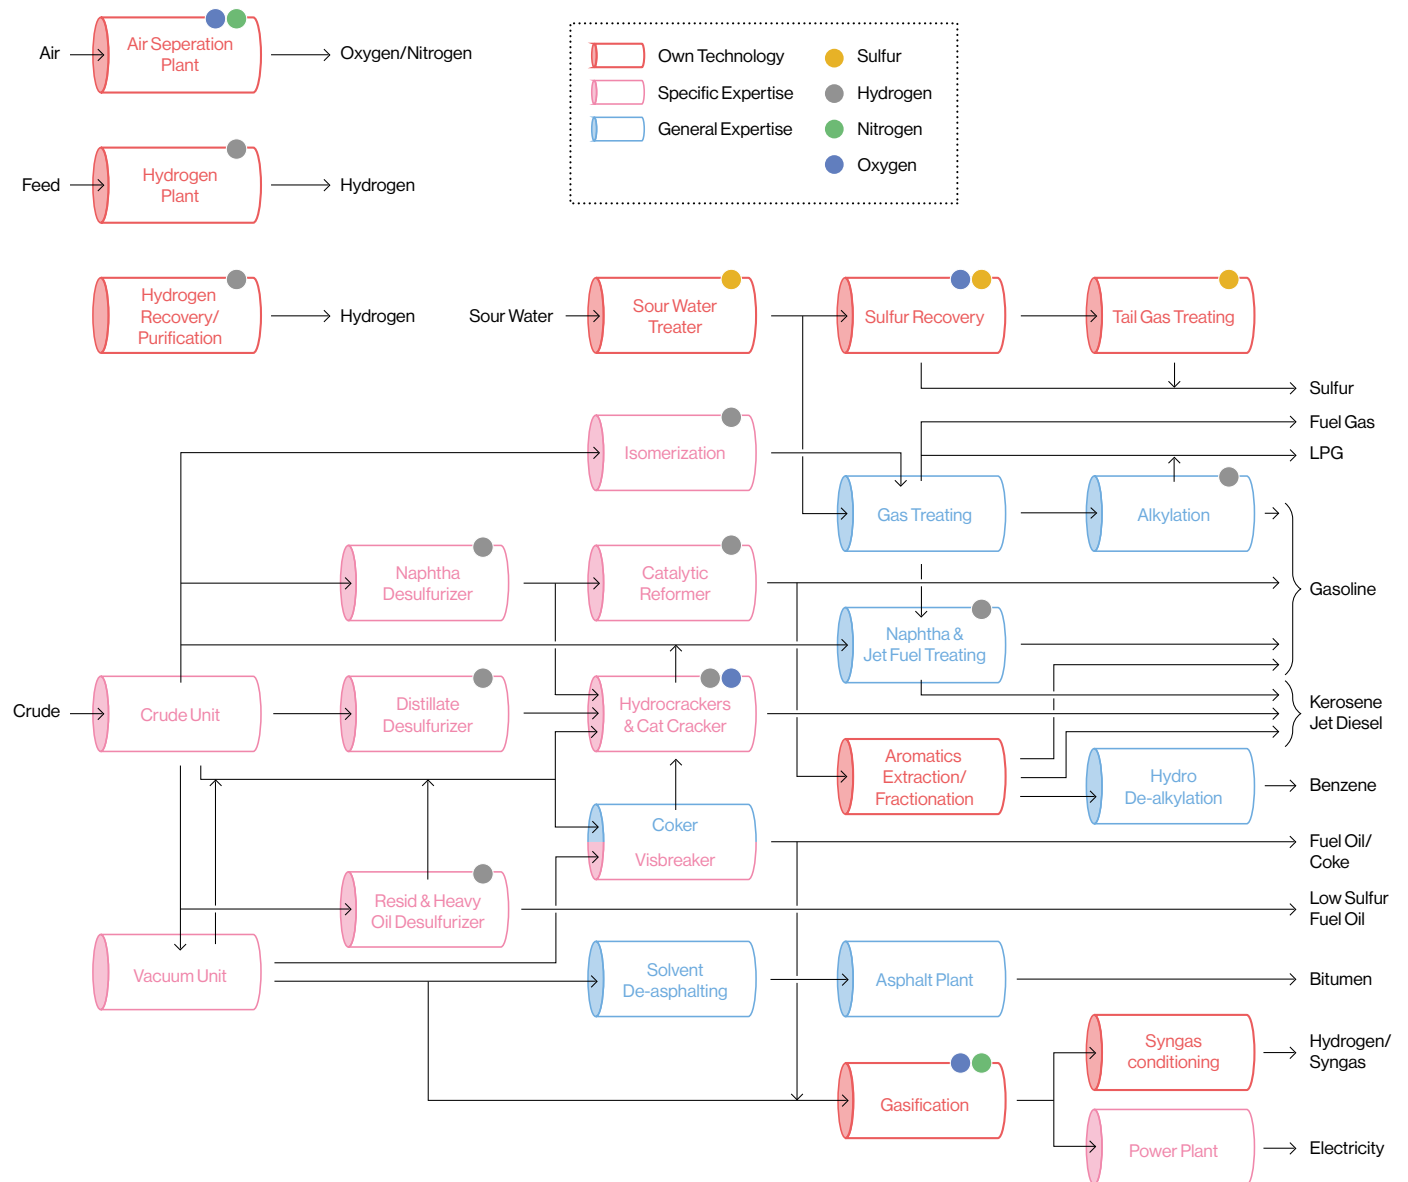 Air
Air Seperation
Plant
Oxygen/Nitrogen
Own Technology
Specific Expertise
General Expertise
Sulfur
Hydrogen
Nitrogen
Oxygen
Feed
Hydrogen
Plant
Hydrogen
Hydrogen
Recovery/
Purification
Hydrogen
Sour Water
Sour Water
Treater
Sulfur Recovery
Tail Gas Treating
Sulfur
Fuel Gas
LPG
Isomerization
Gas Treating
Alkylation
Naphtha
Desulfurizer
Catalytic
Reformer
Gasoline
Naphtha &
Jet Fuel Treating
Crude
Crude Unit
Distillate
Desulfurizer
Hydrocrackers
& Cat Cracker
Kerosene
Jet Diesel
Aromatics
Extraction/
Fractionation
Hydro
De-alkylation
Benzene
Coker
Visbreaker
Fuel Oil/
Coke
Resid & Heavy
Oil Desulfurizer
Low Sulfur
Fuel Oil
Vacuum Unit
Solvent
De-asphalting
Asphalt Plant
Bitumen
Syngas
conditioning
Hydrogen/
Syngas
Gasification
Power Plant
Electricity